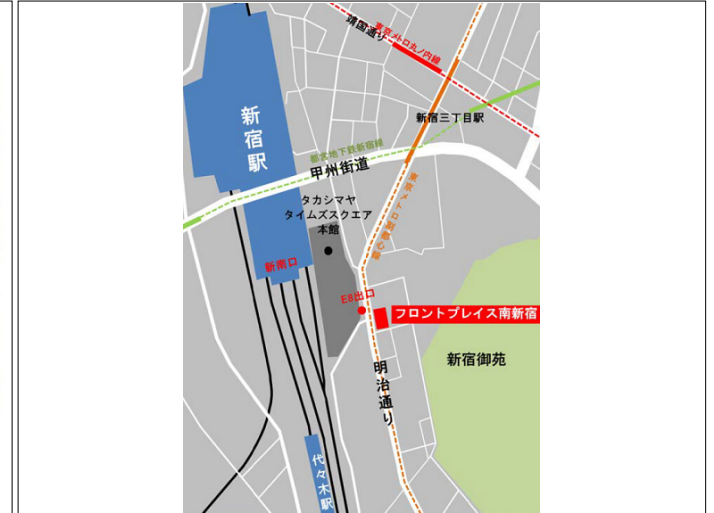 靖国通り
東京メトロ丸ノ内線
新宿駅
新宿三丁目駅
都営地下鉄新宿線
甲州街道
東京メトロ副都心線
タカシマヤ
タイムズスクエア
本館
新南口
E8出口
フロントプレイス南新宿
新宿御苑
明治通り
代々木駅